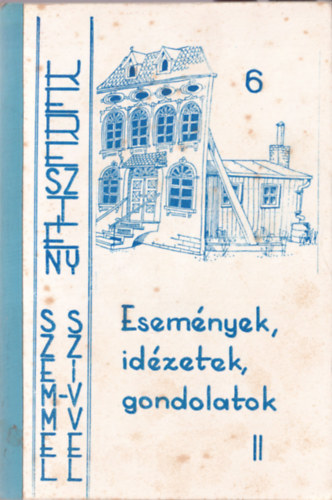 KERESZTÉNY
SZEMMEL-
SZÍVVEL
6
Események,
idézetek,
gondolatok
II